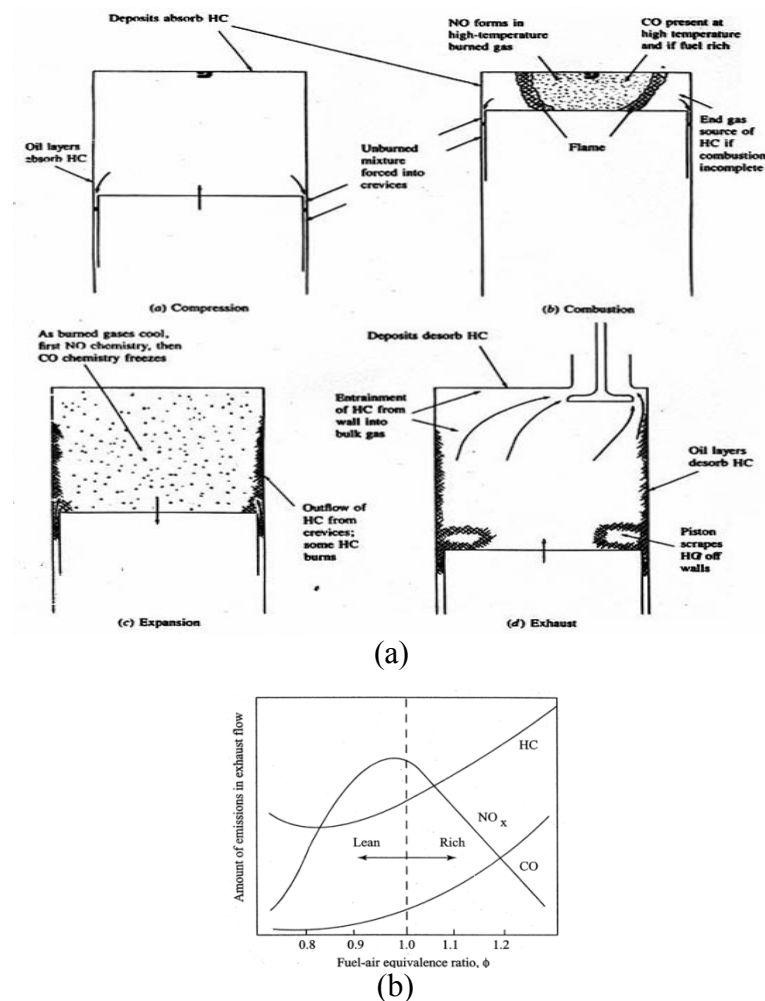 Deposits absorb HC
Oil layers
absorb HC
Unburned
mixture
forced into
crevices
(a) Compression
NO forms in
high-temperature
burned gas
CO present at
high temperature
and if fuel rich
Flame
End gas
source of
HC if
combustion
incomplete
(b) Combustion
As burned gases cool,
first NO chemistry, then
CO chemistry freezes
Outflow of
HC from
crevices;
some HC
burns
(c) Expansion
Deposits desorb HC
Entrainment
of HC from
wall into
bulk gas
Oil layers
desorb HC
Piston
scrapes
HC off
walls
(d) Exhaust
(a)
Amount of emissions in exhaust flow
HC
NOx
CO
Lean
Rich
0.8
0.9
1.0
1.1
1.2
Fuel-air equivalence ratio, ϕ
(b)